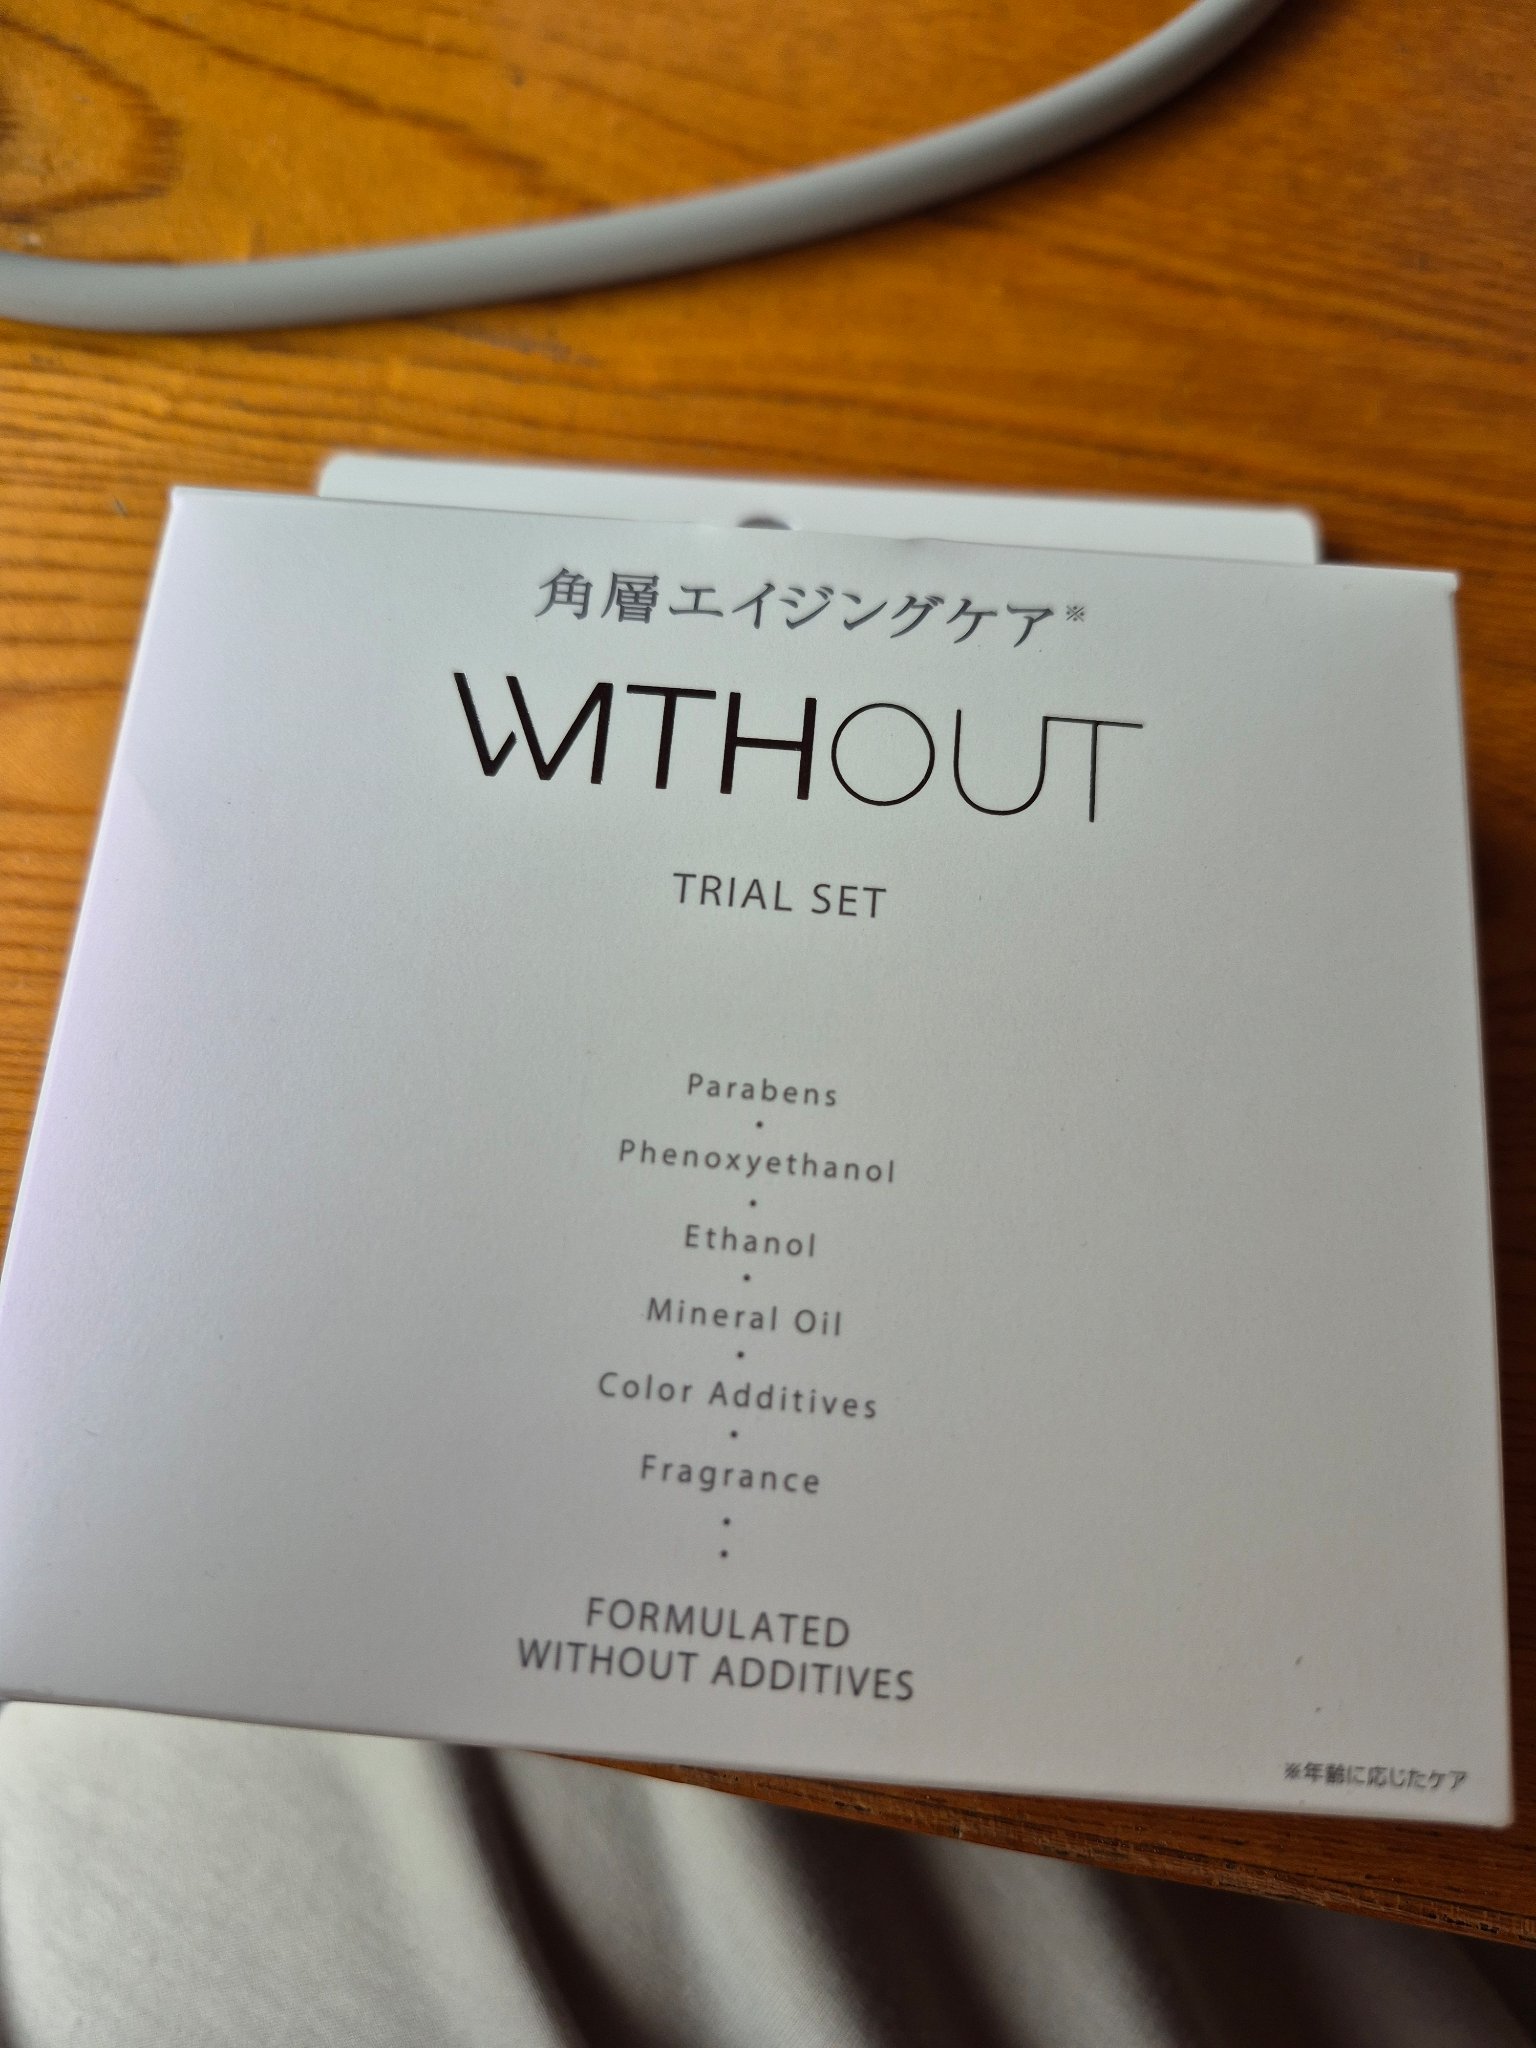 角層エイジングケア※
WITHOUT
TRIAL SET
Parabens
・
Phenoxyethanol
・
Ethanol
・
Mineral Oil
・
Color Additives
・
Fragrance
・
・
FORMULATED
WITHOUT ADDITIVES
※年齢に応じたケア